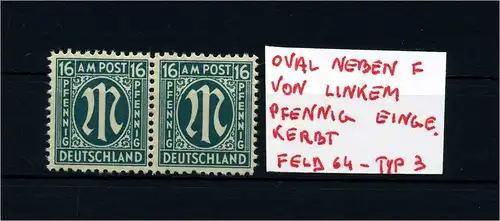 16 AM POST 16
PFENNIG PFENNIG
DEUTSCHLAND
16 AM POST 16
PFENNIG PFENNIG
DEUTSCHLAND
OVAL NEBEN F
VON LINKEM
PFENNIG EINGE.
KERBT
FELD 64 - TYP 3